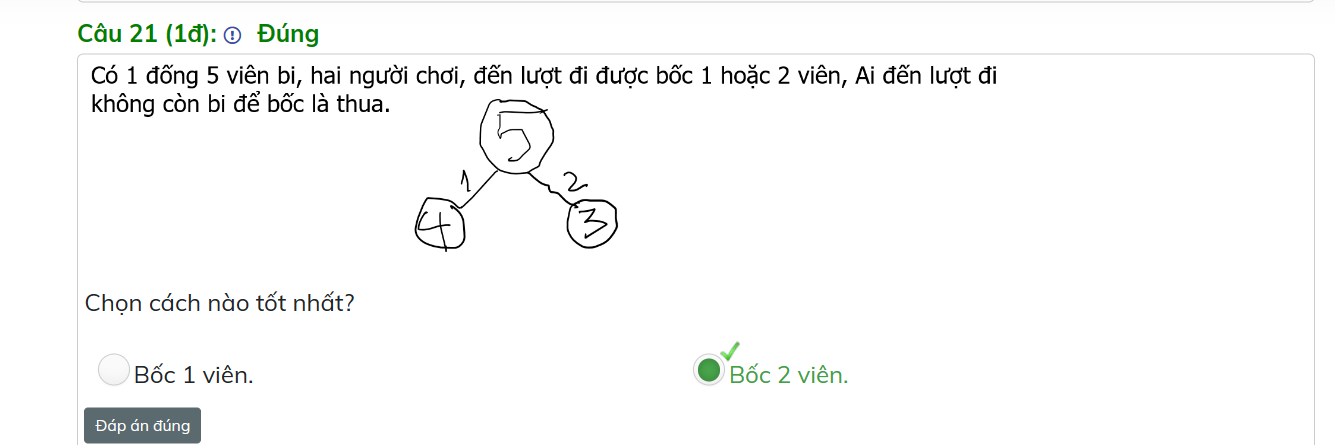 Câu 21 (1đ): Đúng
Có 1 đống 5 viên bi, hai người chơi, đến lượt đi được bốc 1 hoặc 2 viên, Ai đến lượt đi
không còn bi để bốc là thua.
5
1 2
4 3
Chọn cách nào tốt nhất?
Bốc 1 viên. Bốc 2 viên.
Đáp án đúng